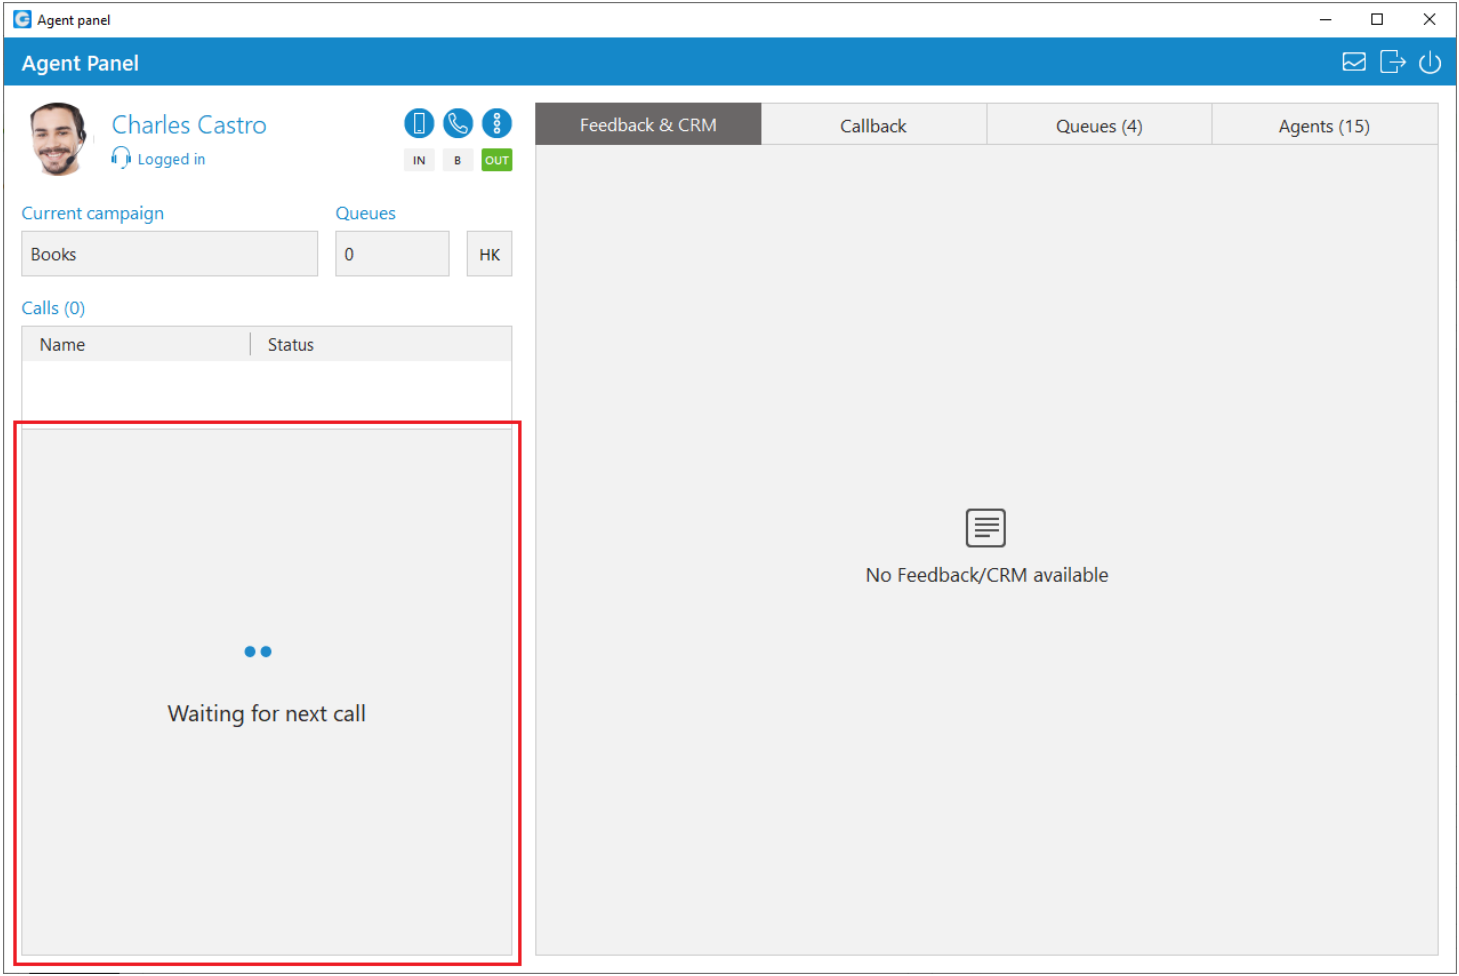 Agent panel
Agent Panel
Charles Castro
Logged in
IN B OUT
Current campaign Queues
Books 0 HK
Calls (0)
Name Status
Waiting for next call
Feedback & CRM Callback Queues (4) Agents (15)
No Feedback/CRM available